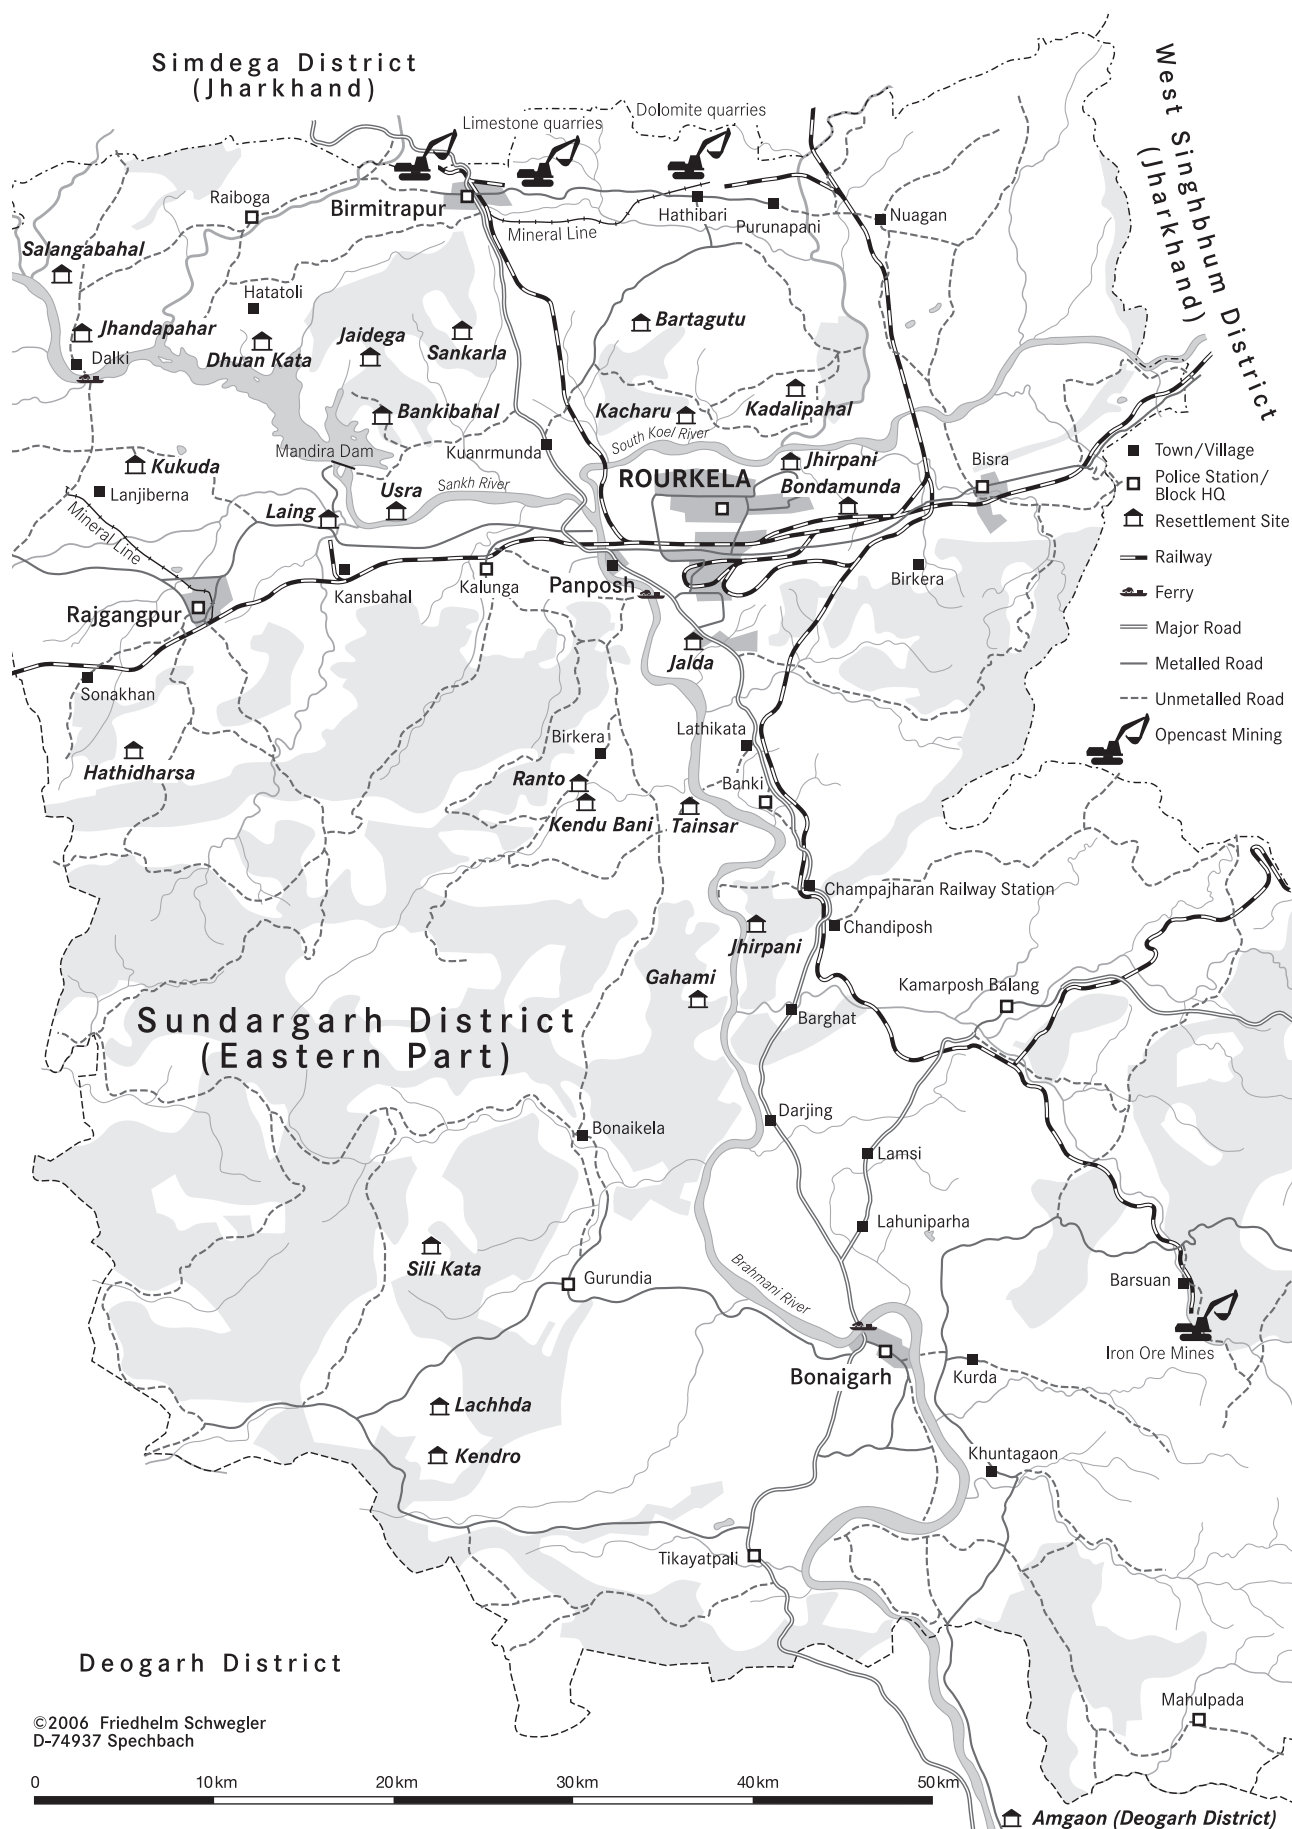 Simdega District
(Jharkhand)
West Singhbhum District
(Jharkhand)
Limestone quarries
Dolomite quarries
Raiboga
Birmitrapur
Hathibari
Purunapani
Nuagan
Mineral Line
Salangabahal
Hatatoli
Jhandapahar
Dalki
Dhuan Kata
Jaidega
Sankarla
Bartagutu
Bankibahal
Kacharu
Kadalipahal
South Koel River
Kuanrmunda
Mandira Dam
Kukuda
Lanjiberna
Usra
Sankh River
ROURKELA
Jhirpani
Bondamunda
Bisra
Laing
Mineral Line
Kansbahal
Kalunga
Panposh
Birkera
Rajgangpur
Jalda
Sonakhan
Town/Village
Police Station/
Block HQ
Resettlement Site
Railway
Ferry
Major Road
Metalled Road
Unmetalled Road
Opencast Mining
Hathidharsa
Birkera
Lathikata
Ranto
Banki
Kendu Bani
Tainsar
Champajharan Railway Station
Chandiposh
Jhirpani
Gahami
Kamarposh Balang
Barghat
Sundargarh District
(Eastern Part)
Darjing
Bonaikela
Lamsi
Lahuniparha
Sili Kata
Gurundia
Brahmani River
Barsuan
Iron Ore Mines
Bonaigarh
Kurda
Lachhda
Kendro
Khuntagaon
Tikayatpali
Deogarh District
Mahulpada
©2006 Friedhelm Schwegler
D-74937 Spechbach
0 10 km 20 km 30 km 40 km 50 km
Amgaon (Deogarh District)